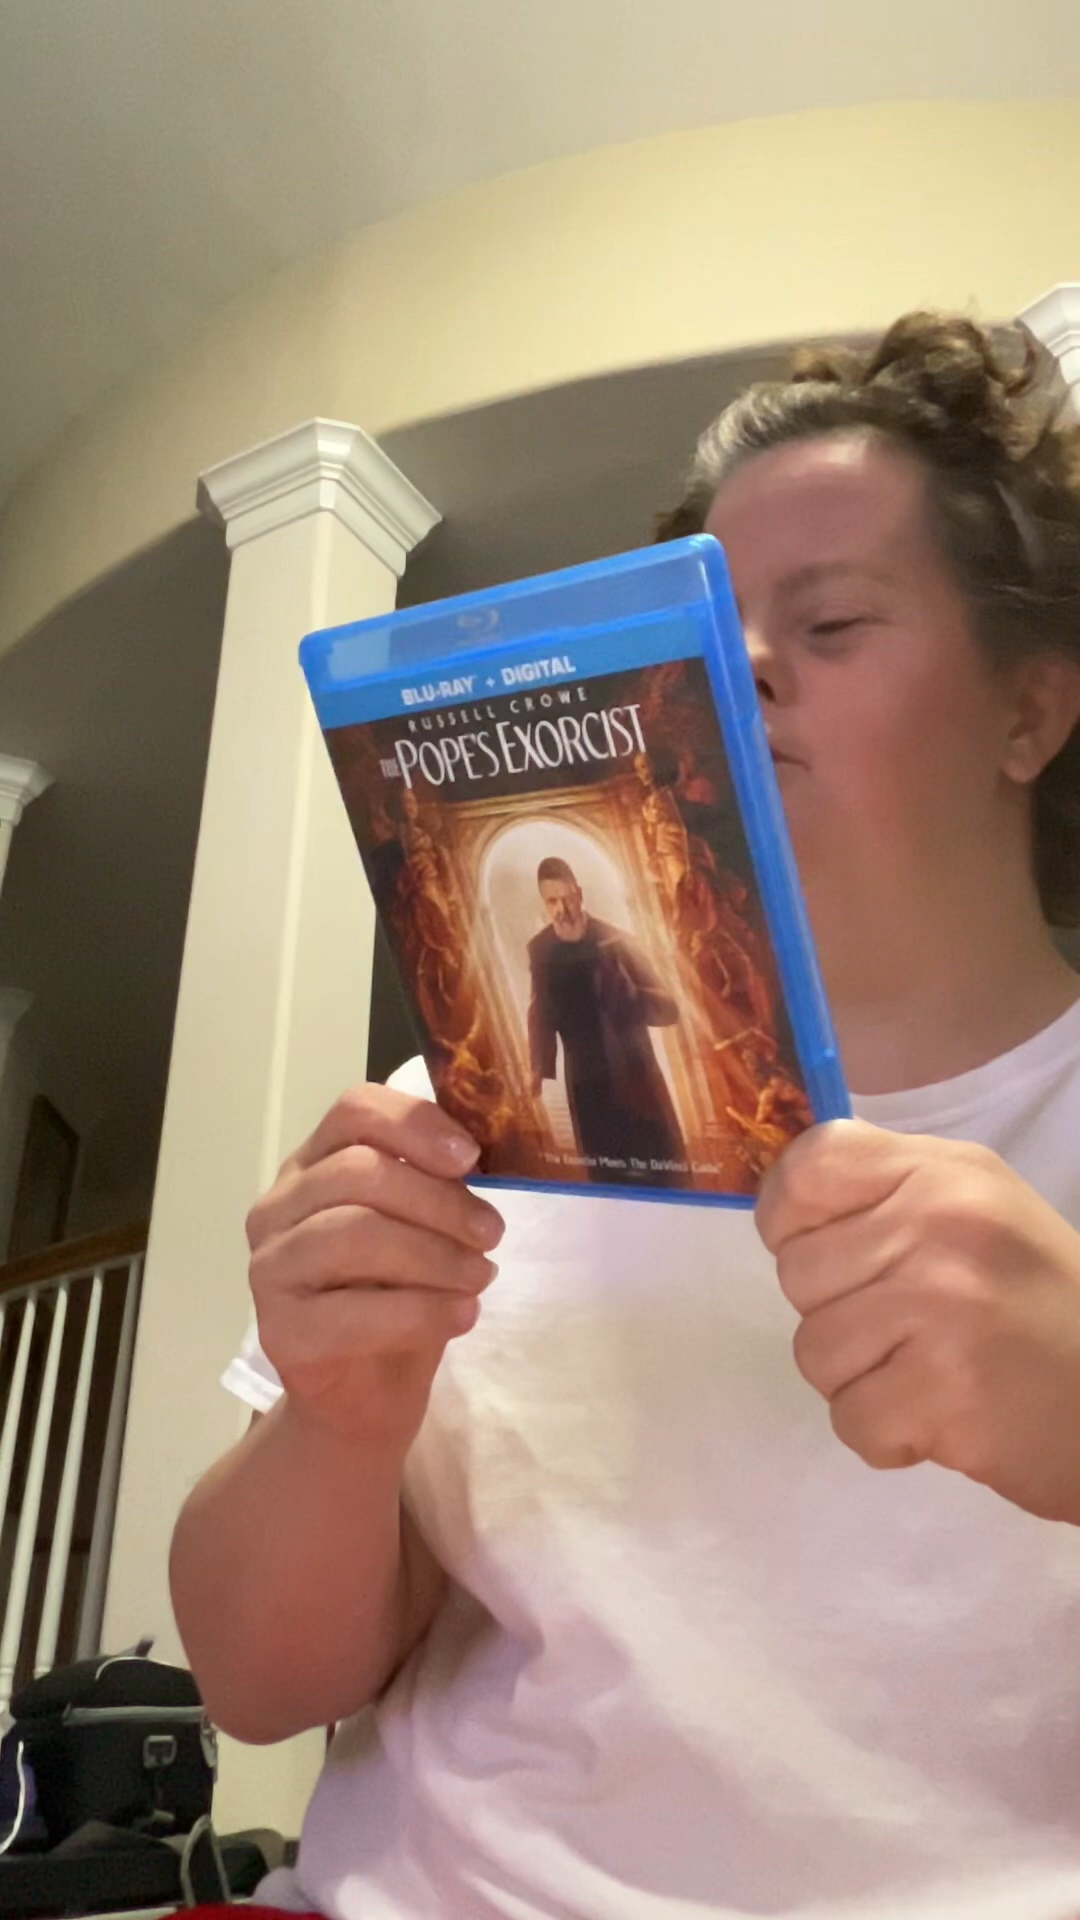 BLU-RAY + DIGITAL
RUSSELL CROWE
THE POPE'S EXORCIST
"The Exorcist Meets The DaVinci Code"